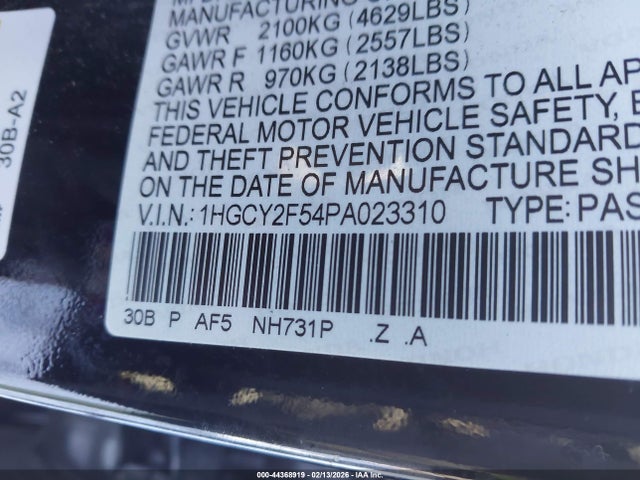 MANUFACTURING
GVWR 2100KG (4629LBS)
GAWR F 1160KG (2557LBS)
GAWR R 970KG (2138LBS)
THIS VEHICLE CONFORMS TO ALL AP
FEDERAL MOTOR VEHICLE SAFETY,
AND THEFT PREVENTION STANDARD
ON THE DATE OF MANUFACTURE SH
V.I.N.: 1HGCY2F54PA023310 TYPE: PAS
30B P AF5 NH731P .Z .A
30B-A2
000-44368919 - 02/13/2026 - IAA Inc.